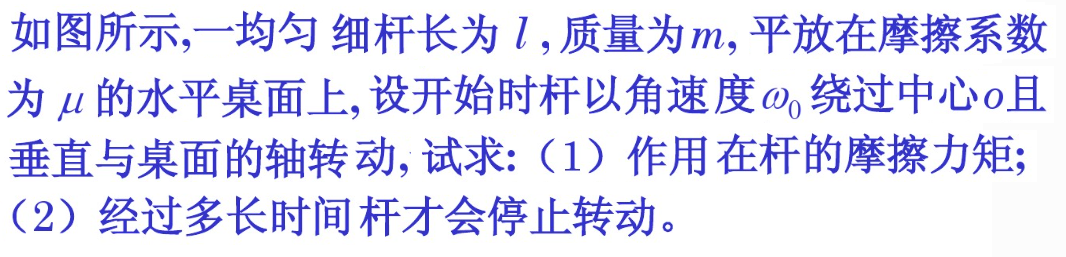 如图所示,一均匀 细杆长为 l ,质量为m, 平放在摩擦系数
为 μ 的水平桌面上,设开始时杆以角速度ω₀ 绕过中心o且
垂直与桌面的轴转动, 试求:（1）作用在杆的摩擦力矩;
（2）经过多长时间杆才会停止转动。